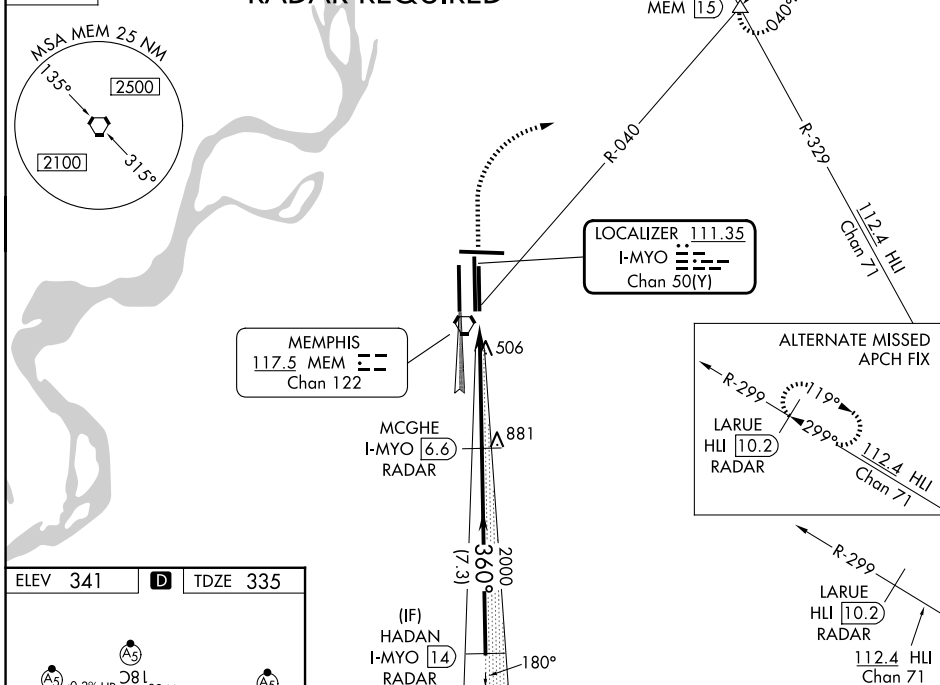 RADAR REQUIRED
MEM 15
040°
MSA MEM 25 NM
135°
2500
2100
315°
R-040
R-329
112.4 HLI
Chan 71
LOCALIZER 111.35
I-MYO
Chan 50(Y)
MEMPHIS
117.5 MEM
Chan 122
506
MCGHE
I-MYO 6.6
RADAR
881
ALTERNATE MISSED
APCH FIX
R-299
119°
LARUE
HLI 10.2
RADAR
299°
112.4 HLI
Chan 71
2000
360°
(7.3)
(IF)
HADAN
I-MYO 14
RADAR
180°
R-299
LARUE
HLI 10.2
RADAR
112.4 HLI
Chan 71
ELEV 341 D TDZE 335
A5
18C
A5
A5